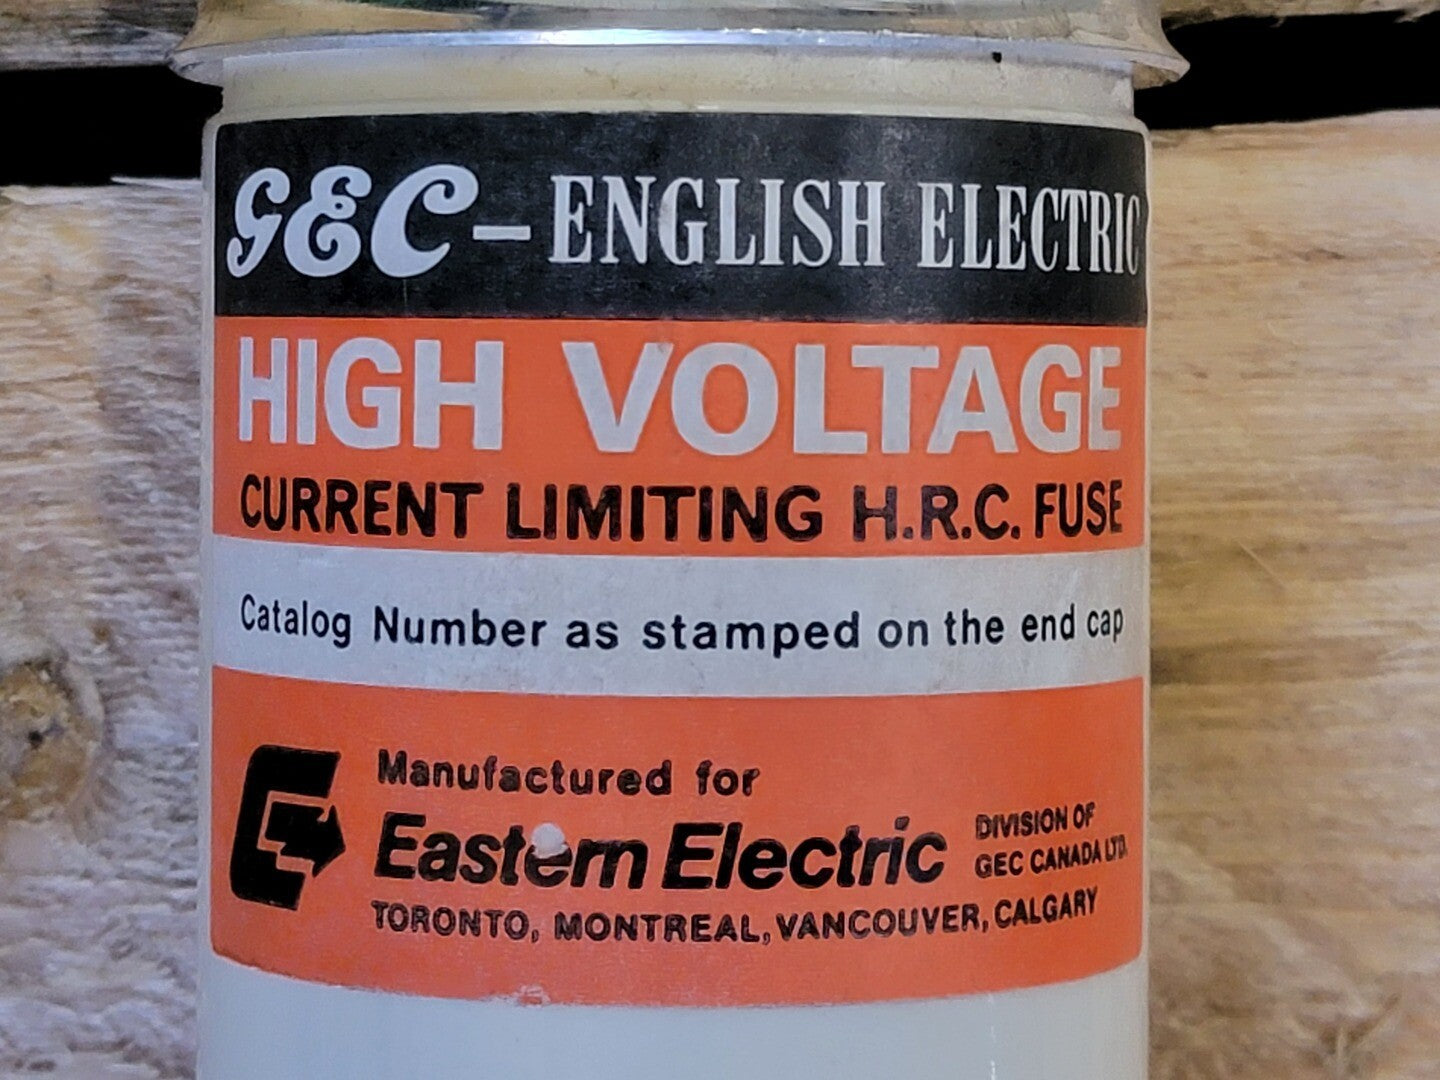 GEC – ENGLISH ELECTRIC
HIGH VOLTAGE
CURRENT LIMITING H.R.C. FUSE
Catalog Number as stamped on the end cap
Manufactured for
Eastern Electric
DIVISION OF
GEC CANADA LTD.
TORONTO, MONTREAL, VANCOUVER, CALGARY